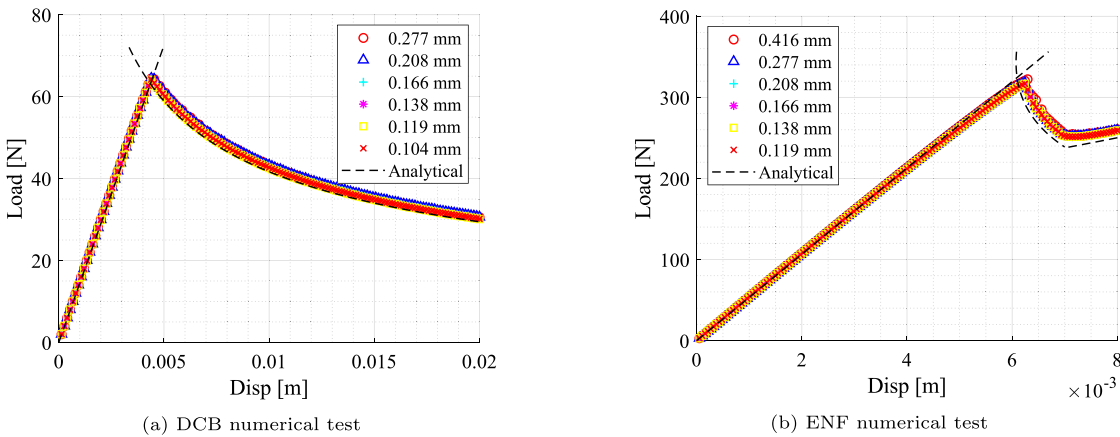 80
60
40
20
0
Load [N]
0.277 mm
0.208 mm
0.166 mm
0.138 mm
0.119 mm
0.104 mm
Analytical
0 0.005 0.01 0.015 0.02
Disp [m]
(a) DCB numerical test
400
300
200
100
0
Load [N]
0.416 mm
0.277 mm
0.208 mm
0.166 mm
0.138 mm
0.119 mm
Analytical
0 2 4 6 8
Disp [m]
×10⁻³
(b) ENF numerical test